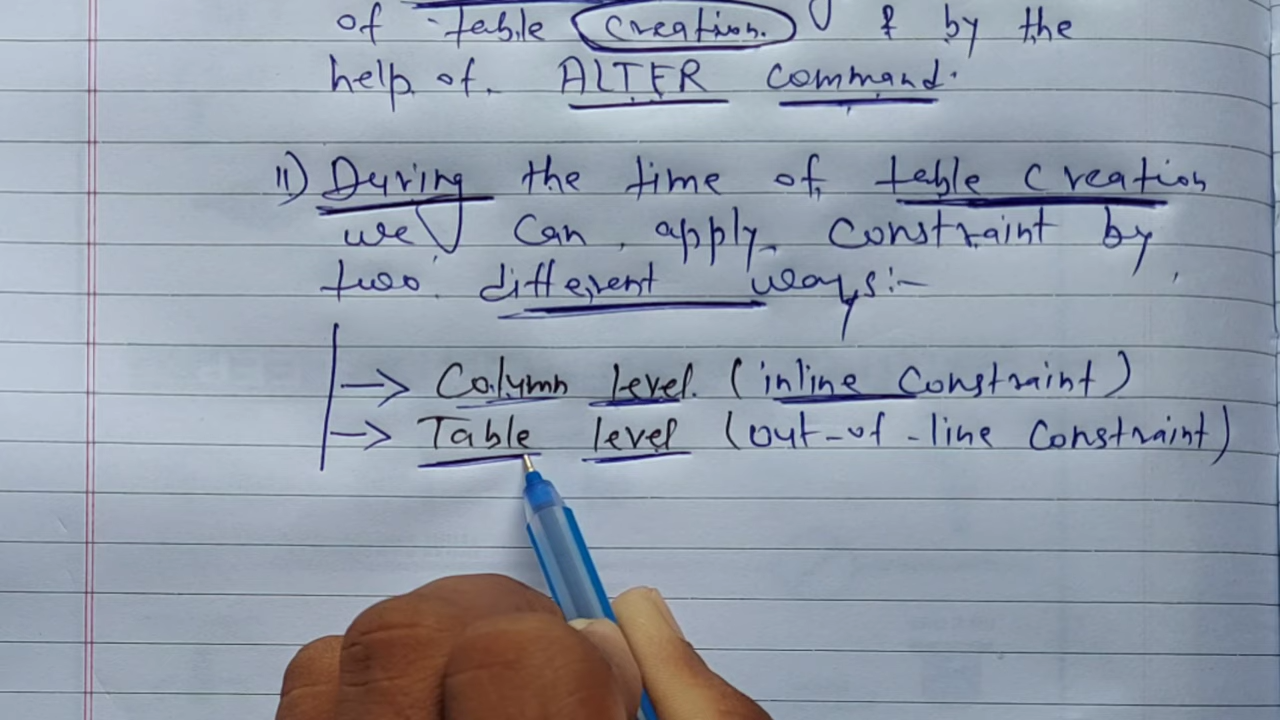 of table creation. & by the
help of. ALTER command.
11) During the time of table creation
we can apply constraint by
two different ways:-
→ Column level. (inline constraint)
→ Table level (out-of-line constraint)